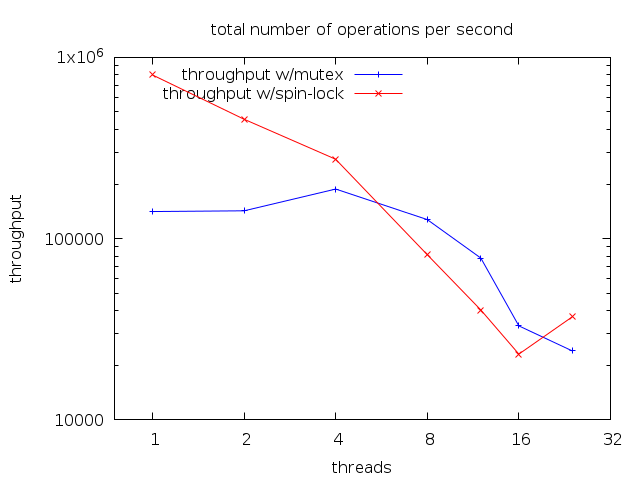 total number of operations per second
1x10^6
throughput w/mutex
throughput w/spin-lock
throughput
100000
10000
1 2 4 8 16 32
threads